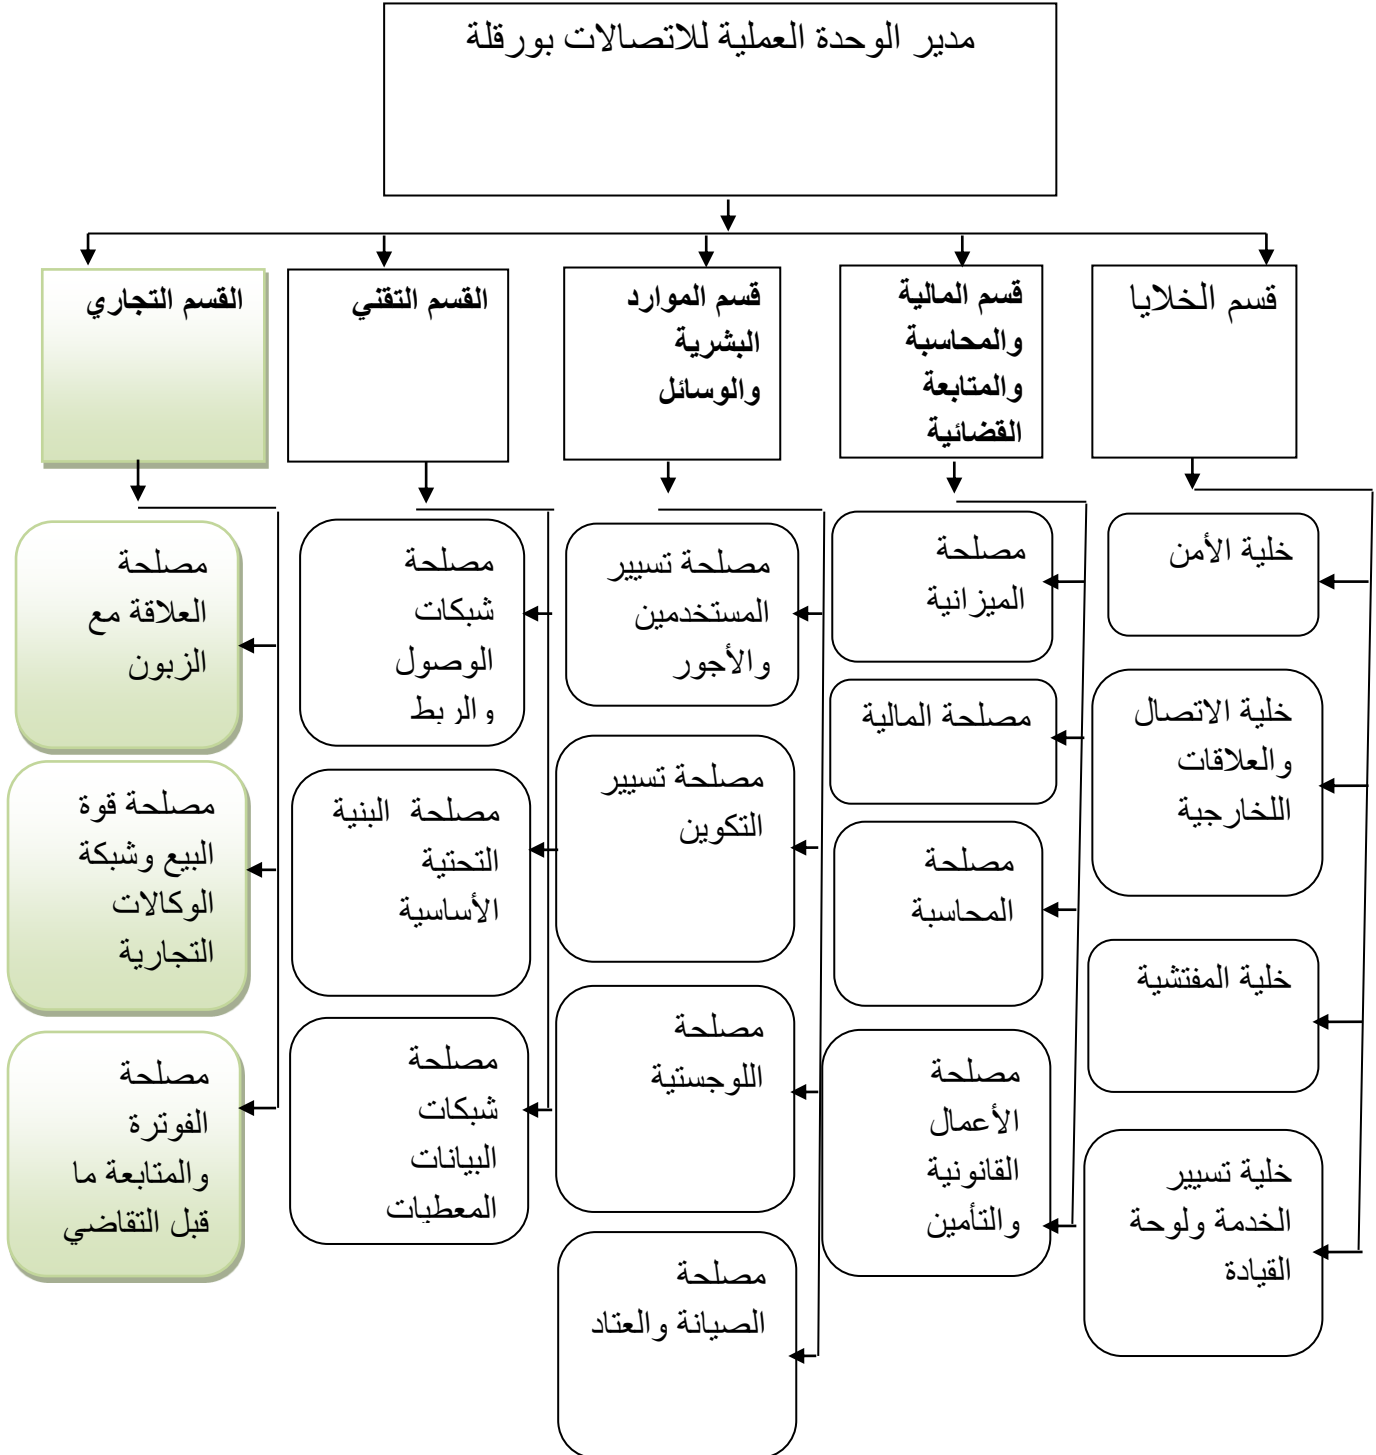 مدير الوحدة العملية للاتصالات بورقلة
قسم الخلايا
قسم المالية
والمحاسبة
والمتابعة
القضائية
قسم الموارد
البشرية
والوسائل
القسم التقني
القسم التجاري
خلية الأمن
خلية الاتصال
والعلاقات
اللخارجية
خلية المفتشية
خلية تسيير
الخدمة ولوحة
القيادة
مصلحة
الميزانية
مصلحة المالية
مصلحة
المحاسبة
مصلحة
الأعمال
القانونية
والتأمين
مصلحة تسيير
المستخدمين
والأجور
مصلحة تسيير
التكوين
مصلحة
اللوجستية
مصلحة
الصيانة والعتاد
مصلحة
شبكات
الوصول
والربط
مصلحة البنية
التحتية
الأساسية
مصلحة
شبكات
البيانات
المعطيات
مصلحة
العلاقة مع
الزبون
مصلحة قوة
البيع وشبكة
الوكالات
التجارية
مصلحة
الفوترة
والمتابعة ما
قبل التقاضي